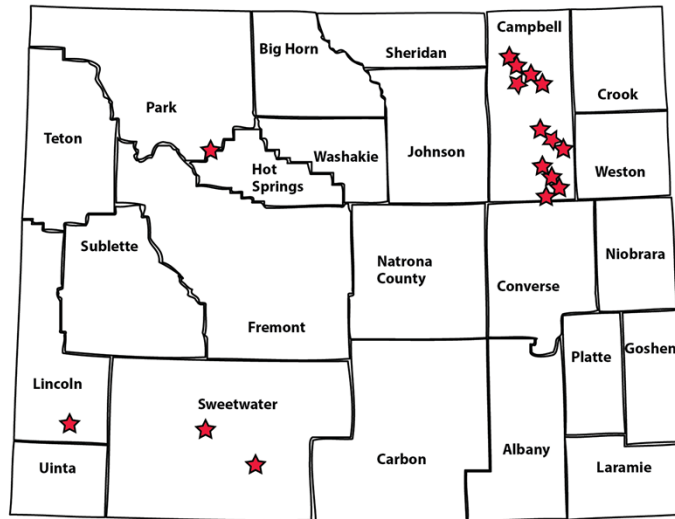 Campbell
Big Horn
Sheridan
Crook
Park
Teton
Washakie
Johnson
Hot
Springs
Weston
Sublette
Natrona
County
Niobrara
Converse
Fremont
Platte
Goshen
Lincoln
Sweetwater
Uinta
Carbon
Albany
Laramie